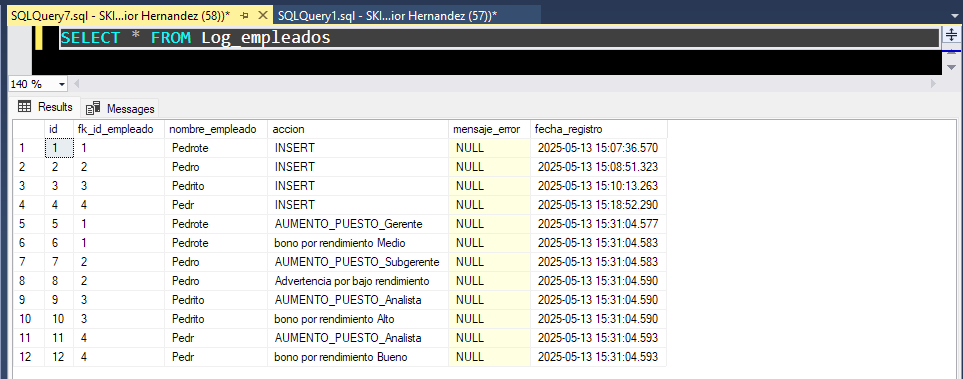 SQLQuery7.sql - SKI...ior Hernandez (58))* SQLQuery1.sql - SKI...ior Hernandez (57))*
SELECT * FROM Log_empleados
140 %
Results Messages
id fk_id_empleado nombre_empleado accion mensaje_error fecha_registro
1 1 1 Pedrote INSERT NULL 2025-05-13 15:07:36.570
2 2 2 Pedro INSERT NULL 2025-05-13 15:08:51.323
3 3 3 Pedrito INSERT NULL 2025-05-13 15:10:13.263
4 4 4 Pedr INSERT NULL 2025-05-13 15:18:52.290
5 5 1 Pedrote AUMENTO_PUESTO_Gerente NULL 2025-05-13 15:31:04.577
6 6 1 Pedrote bono por rendimiento Medio NULL 2025-05-13 15:31:04.583
7 7 2 Pedro AUMENTO_PUESTO_Subgerente NULL 2025-05-13 15:31:04.583
8 8 2 Pedro Advertencia por bajo rendimiento NULL 2025-05-13 15:31:04.590
9 9 3 Pedrito AUMENTO_PUESTO_Analista NULL 2025-05-13 15:31:04.590
10 10 3 Pedrito bono por rendimiento Alto NULL 2025-05-13 15:31:04.590
11 11 4 Pedr AUMENTO_PUESTO_Analista NULL 2025-05-13 15:31:04.593
12 12 4 Pedr bono por rendimiento Bueno NULL 2025-05-13 15:31:04.593